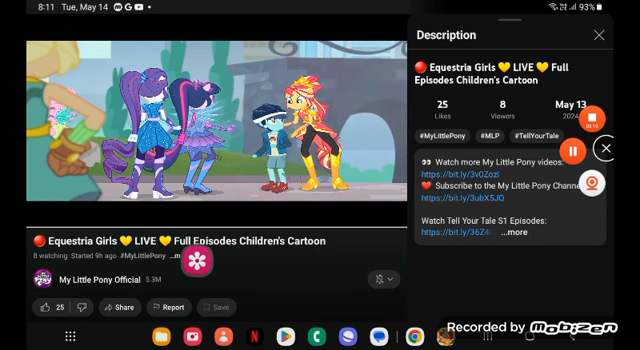 8:11 Tue, May 14
93%
Description
🔴 Equestria Girls 💛 LIVE 💛 Full
Episodes Children's Cartoon
25 8 May 13
Likes Viewers 2024
#MyLittlePony #MLP #TellYourTale
👀 Watch more My Little Pony videos:
https://bit.ly/3v0Zozl
❤️ Subscribe to the My Little Pony Channe
https://bit.ly/3ubX5JQ
Watch Tell Your Tale S1 Episodes:
https://bit.ly/36Z4 ...more
🔴 Equestria Girls 💛 LIVE 💛 Full Episodes Children's Cartoon
8 watching Started 9h ago #MyLittlePony ...m
My Little Pony Official 5.3M
25 Share Report Save
Recorded by Mobizen